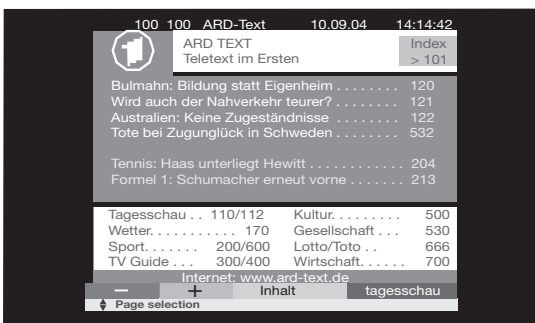 100 100 ARD-Text 10.09.04 14:14:42
1
ARD TEXT Index
Teletext im Ersten > 101
Bulmahn: Bildung statt Eigenheim . . . . . . . . 120
Wird auch der Nahverkehr teurer? . . . . . . . . 121
Australien: Keine Zugeständnisse . . . . . . . . 122
Tote bei Zugunglück in Schweden . . . . . . . . 532
Tennis: Haas unterliegt Hewitt . . . . . . . . . . . . 204
Formel 1: Schumacher erneut vorne . . . . . . . 213
Tagesschau . . 110/112 Kultur. . . . . . . . 500
Wetter. . . . . . . . . . . 170 Gesellschaft . . . 530
Sport. . . . . . . 200/600 Lotto/Toto . . 666
TV Guide . . . 300/400 Wirtschaft. . . . . . 700
Internet: www.ard-text.de
− + Inhalt tagesschau
Page selection